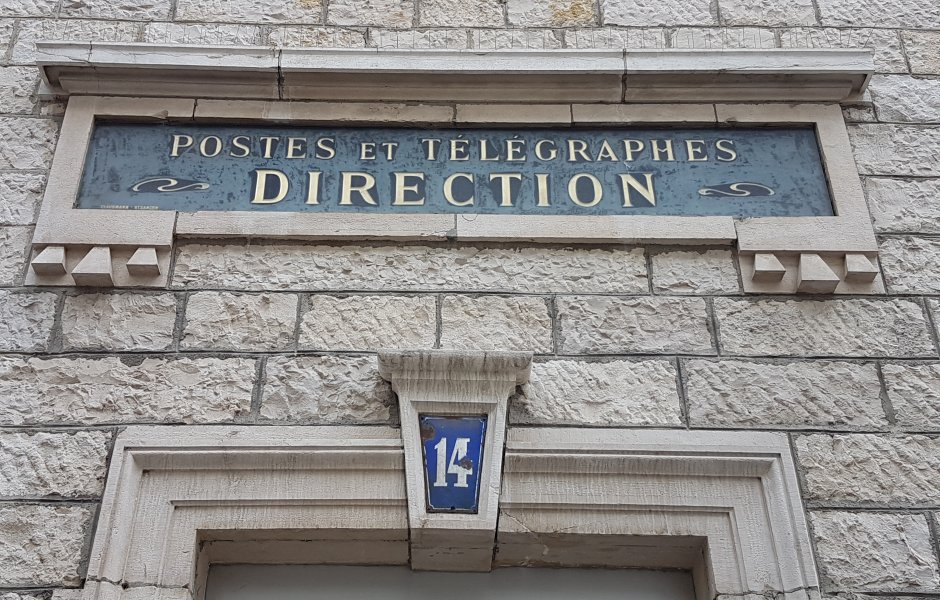 POSTES ET TÉLÉGRAPHES
DIRECTION
14